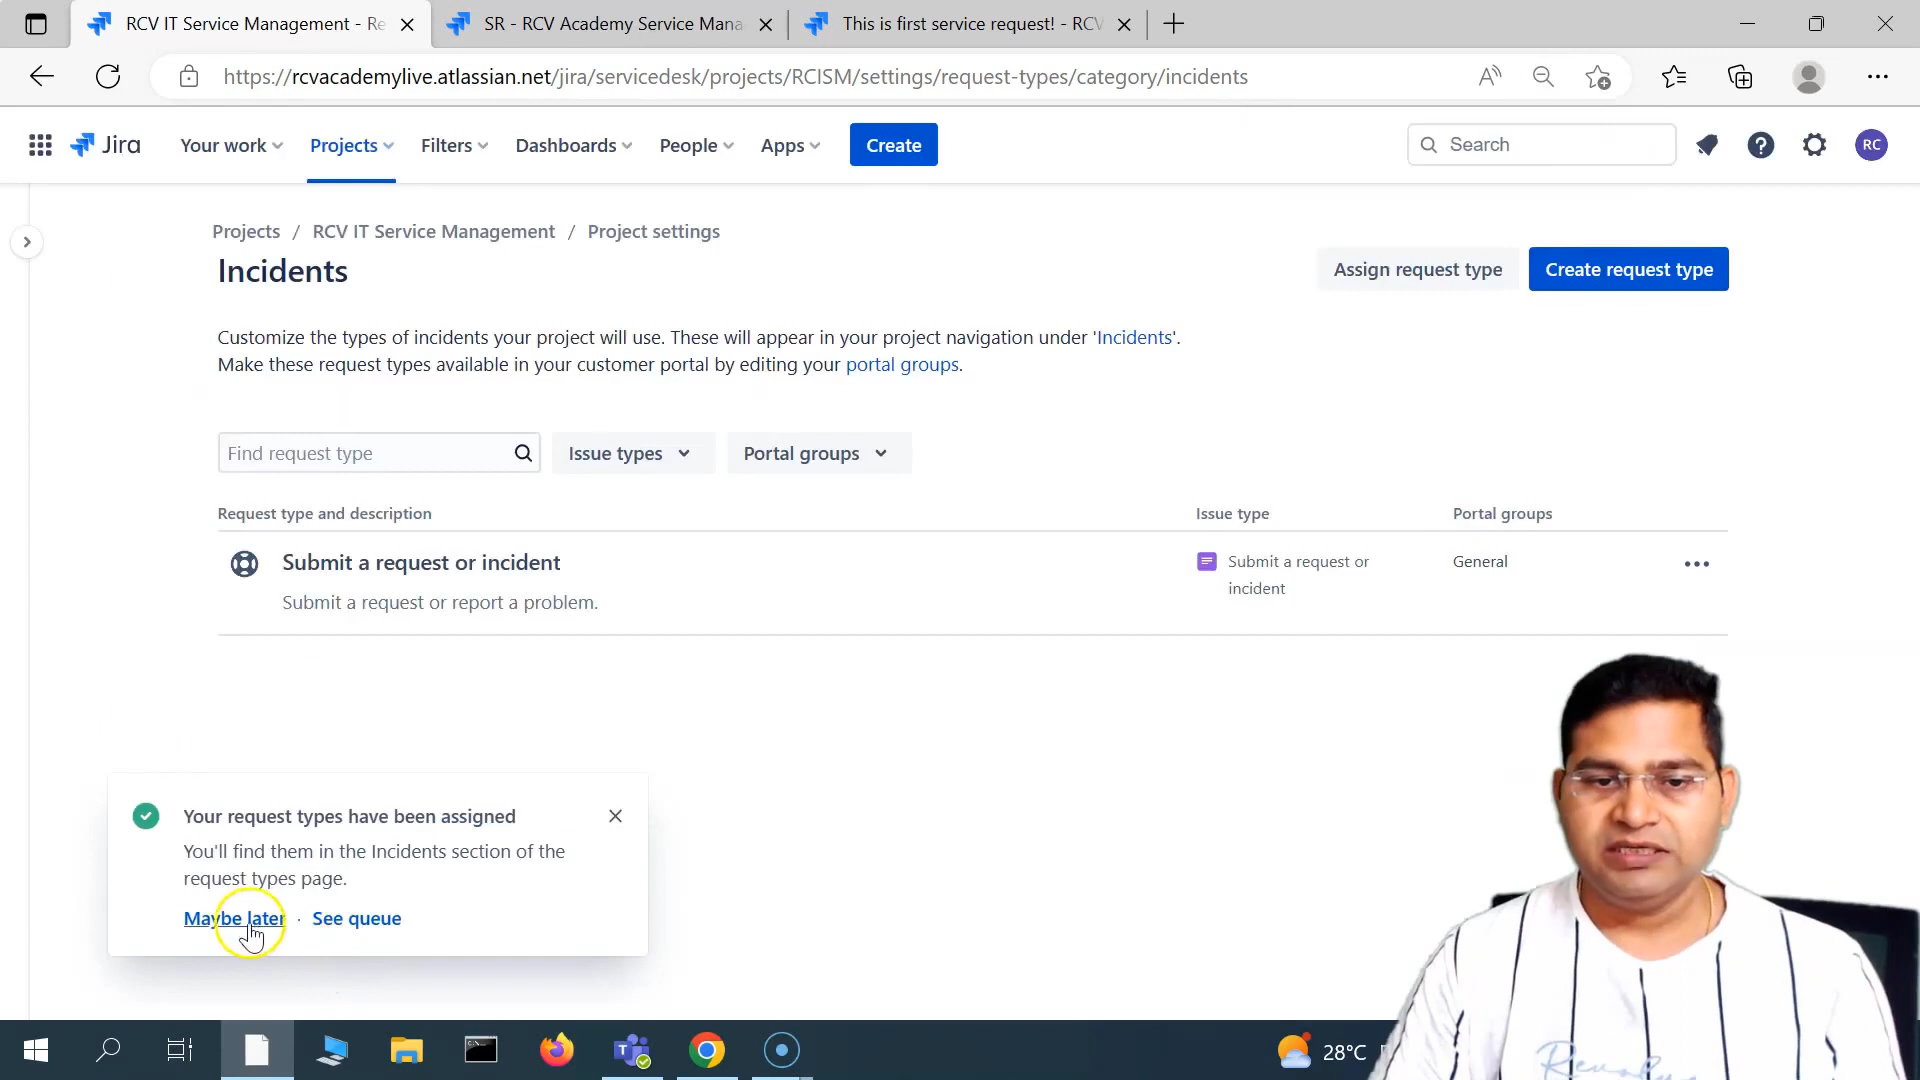 RCV IT Service Management - Re
SR - RCV Academy Service Mana
This is first service request! - RCV
https://rcvacademylive.atlassian.net/jira/servicedesk/projects/RCISM/settings/request-types/category/incidents
Jira
Your work
Projects
Filters
Dashboards
People
Apps
Create
Search
RC
Projects / RCV IT Service Management / Project settings
Incidents
Assign request type
Create request type
Customize the types of incidents your project will use. These will appear in your project navigation under 'Incidents'.
Make these request types available in your customer portal by editing your portal groups.
Find request type
Issue types
Portal groups
Request type and description
Issue type
Portal groups
Submit a request or incident
Submit a request or report a problem.
Submit a request or
incident
General
Your request types have been assigned
You'll find them in the Incidents section of the
request types page.
Maybe later · See queue
28°C